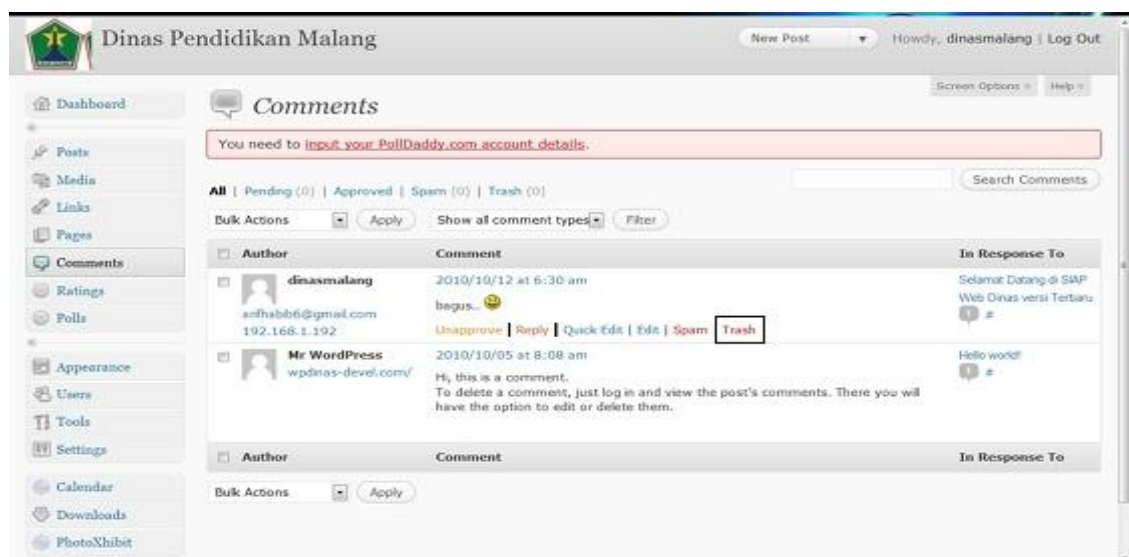 Dinas Pendidikan Malang
New Post
Howdy, dinasmalang | Log Out
Screen Options
Help
Dashboard
Posts
Media
Links
Pages
Comments
Ratings
Polls
Appearance
Users
Tools
Settings
Calendar
Downloads
PhotoXhibit
Comments
You need to input your PollDaddy.com account details.
All | Pending (0) | Approved | Spam (0) | Trash (0)
Search Comments
Bulk Actions Apply Show all comment types Filter
Author Comment In Response To
dinasmalang
anfhabb6@gmail.com
192.168.1.192
2010/10/12 at 6:30 am
bagus..
Unapprove | Reply | Quick Edit | Edit | Spam Trash
Selamat Datang di SIAP
Web Dinas versi Terbaru
#
Mr WordPress
wpdinas-devel.com/
2010/10/05 at 8:08 am
Hi, this is a comment.
To delete a comment, just log in and view the post's comments. There you will
have the option to edit or delete them.
Hello world!
#
Author Comment In Response To
Bulk Actions Apply